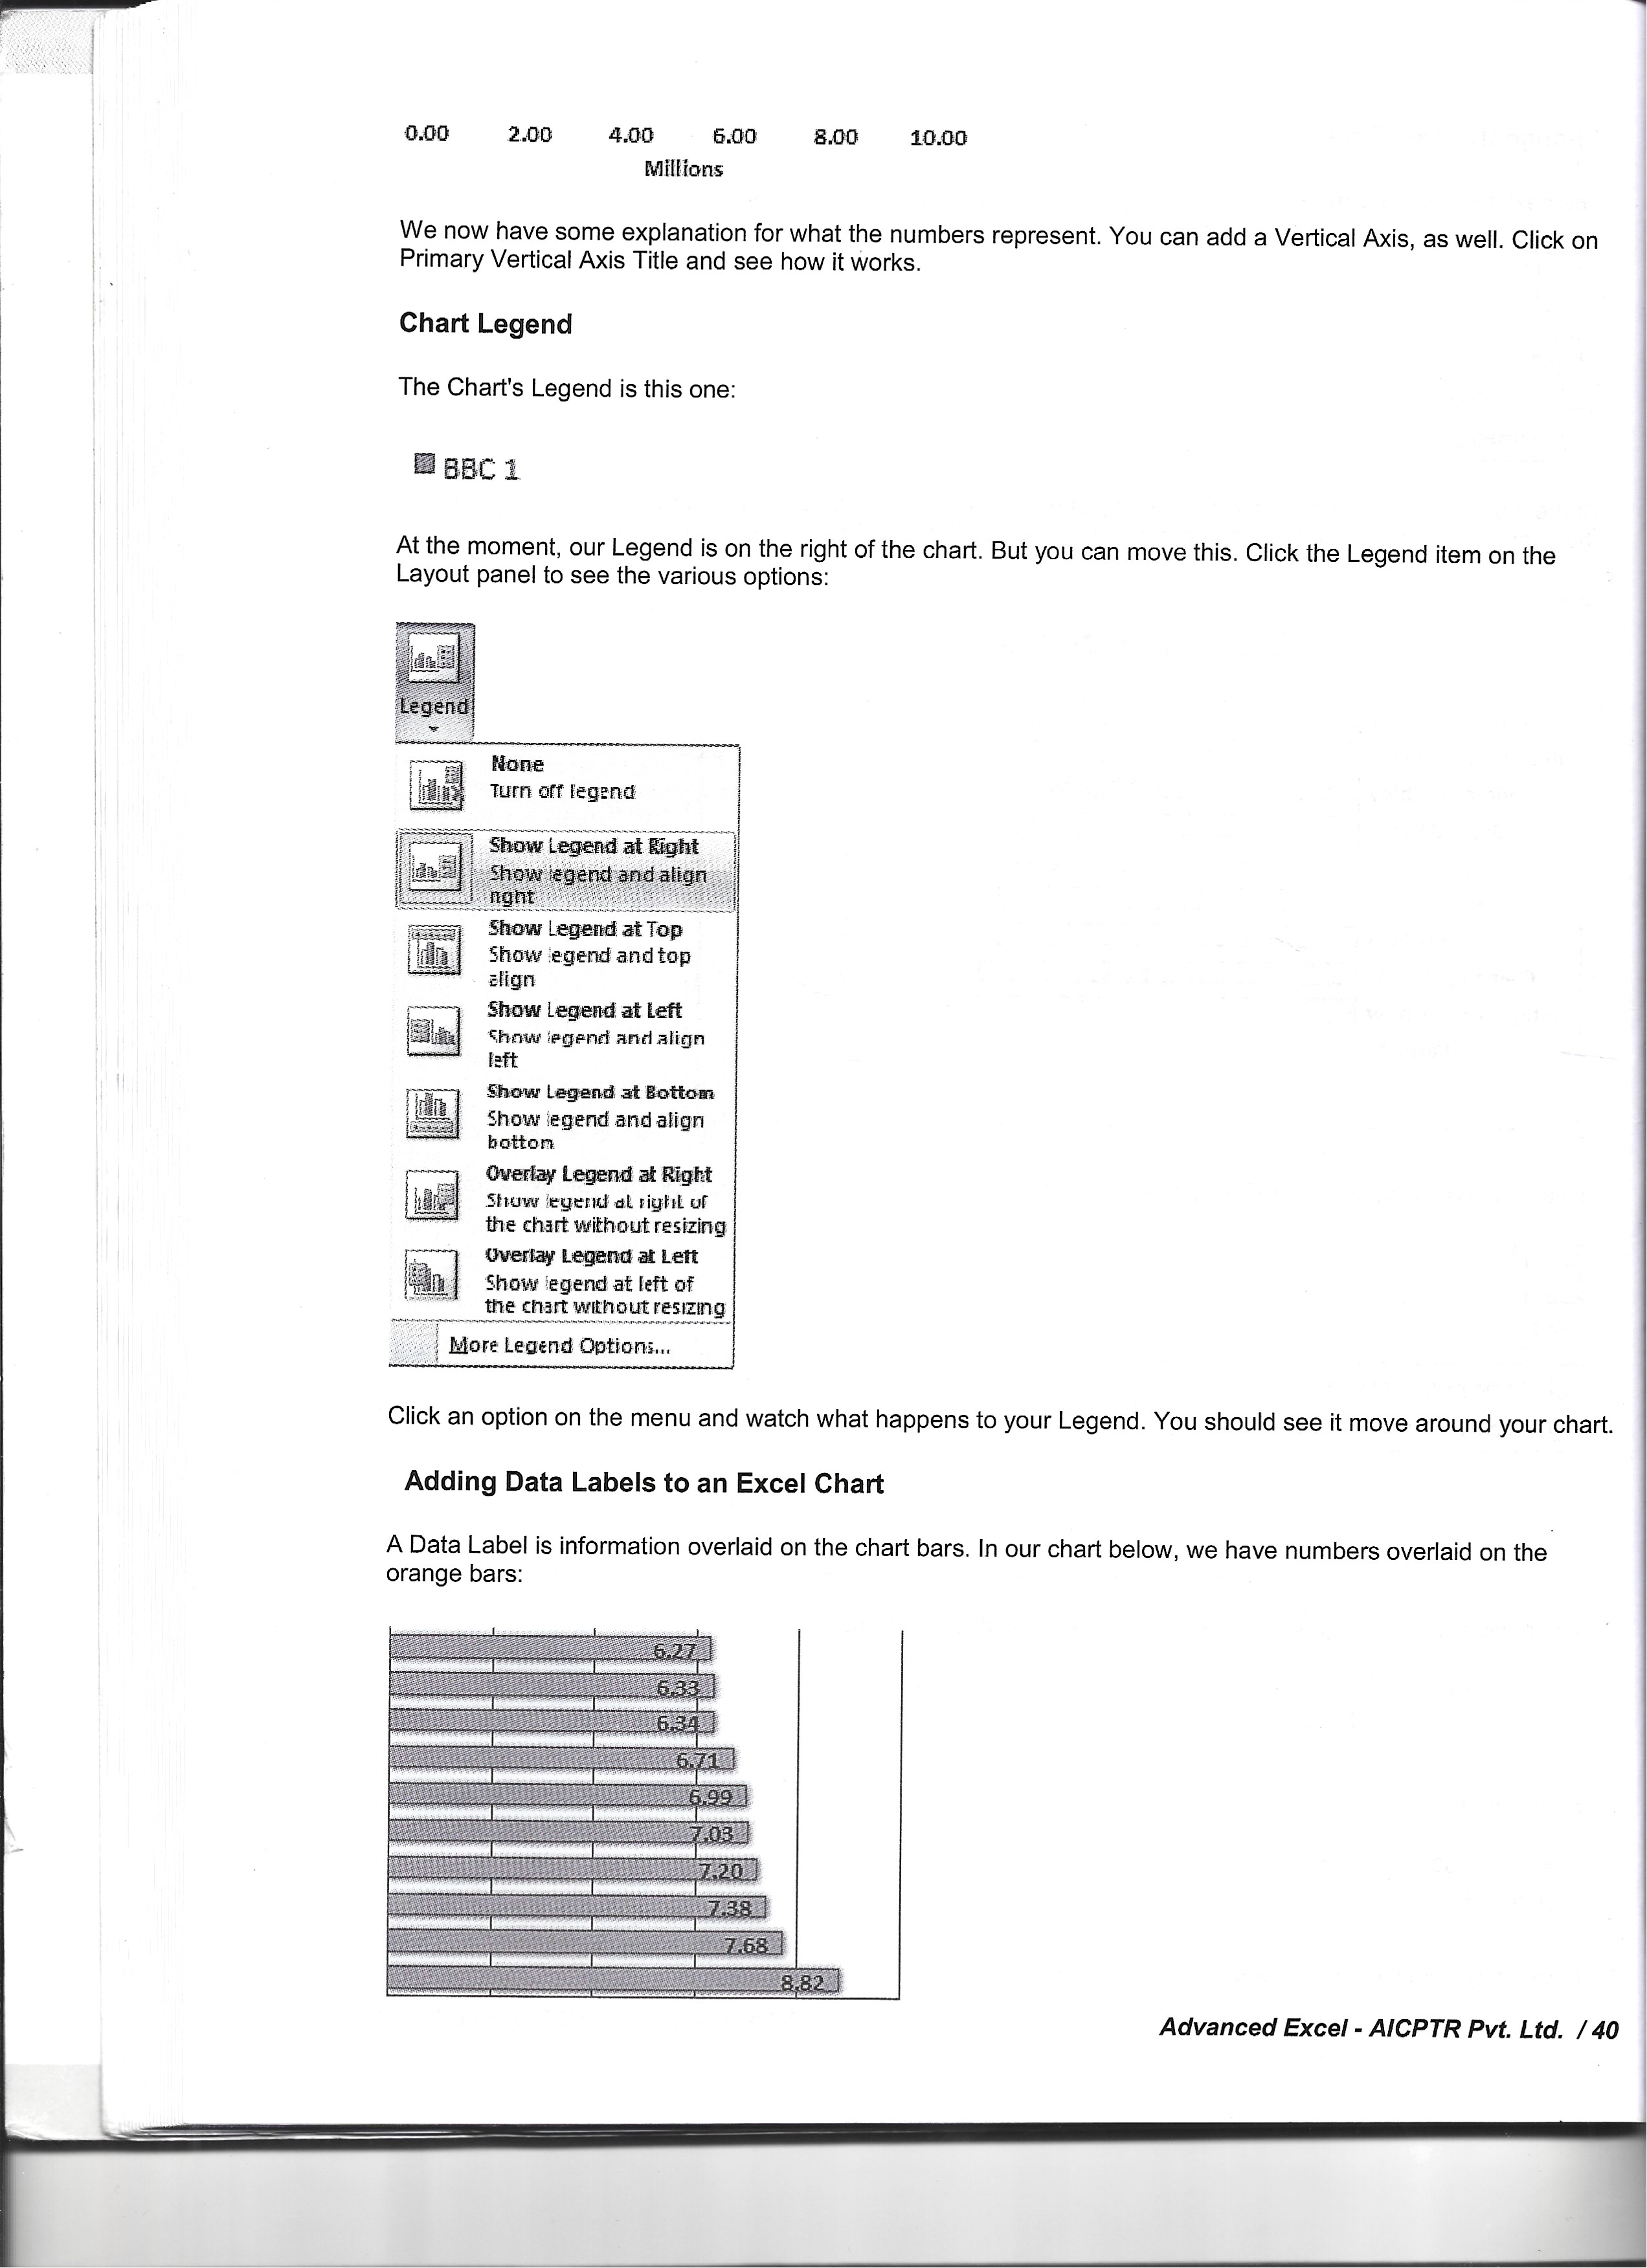 0.00 2.00 4.00 6.00 8.00 10.00
Millions
We now have some explanation for what the numbers represent. You can add a Vertical Axis, as well. Click on
Primary Vertical Axis Title and see how it works.
Chart Legend
The Chart's Legend is this one:
BBC 1
At the moment, our Legend is on the right of the chart. But you can move this. Click the Legend item on the
Layout panel to see the various options:
Legend
None
Turn off legend
Show Legend at Right
Show legend and align
right
Show Legend at Top
Show legend and top
align
Show Legend at Left
Show legend and align
left
Show Legend at Bottom
Show legend and align
bottom
Overlay Legend at Right
Show legend at right of
the chart without resizing
Overlay Legend at Left
Show legend at left of
the chart without resizing
More Legend Options...
Click an option on the menu and watch what happens to your Legend. You should see it move around your chart.
Adding Data Labels to an Excel Chart
A Data Label is information overlaid on the chart bars. In our chart below, we have numbers overlaid on the
orange bars:
6.27
6.33
6.34
6.71
6.99
7.03
7.20
7.38
7.68
8.82
Advanced Excel - AICPTR Pvt. Ltd. / 40